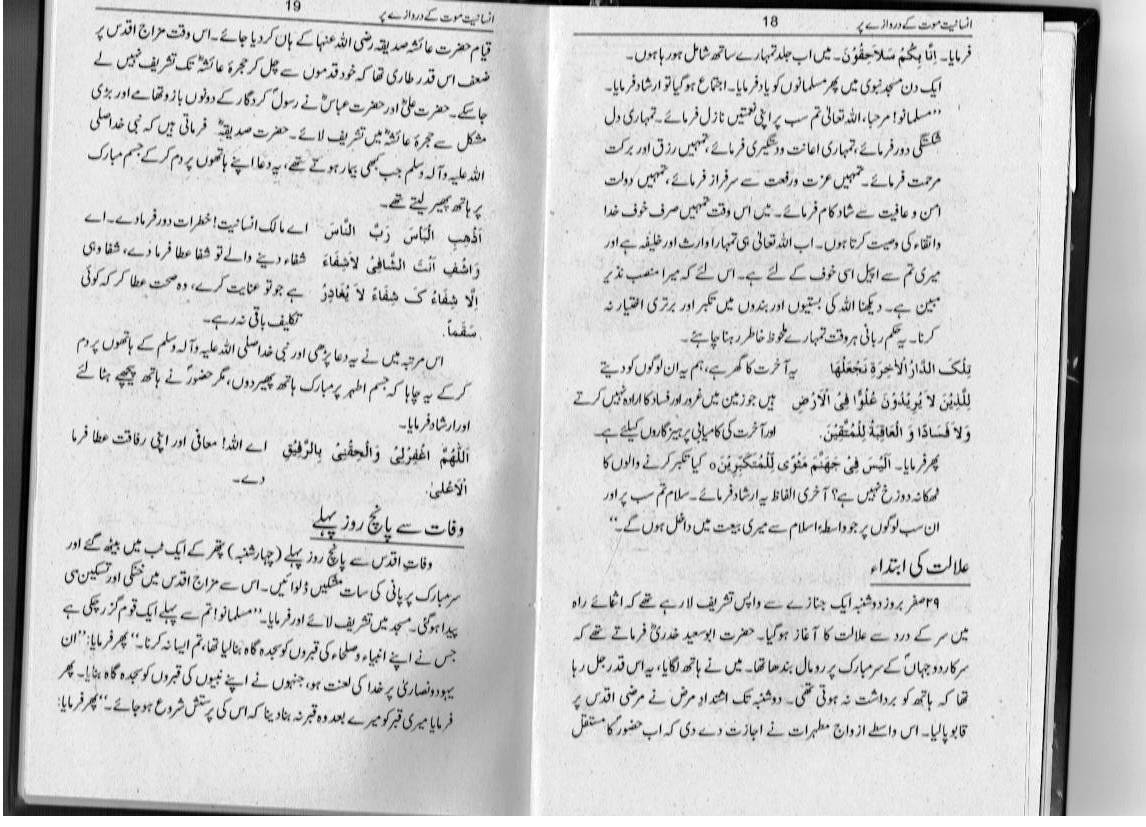 انسانیت موت کے دروازے پر 18
فرمایا۔ اِنَّا بِکُمْ سَلَاحِقُوْنَ۔ میں اب جلد تمہارے ساتھ شامل ہو رہا ہوں۔
ایک دن مسجد نبوی میں پھر مسلمانوں کو یاد فرمایا۔ اجتماع ہو گیا تو ارشاد فرمایا۔
”مسلمانو! مرحبا، اللہ تعالیٰ تم سب پر اپنی نعمتیں نازل فرمائے۔ تمہاری دل
شکستگی دور فرمائے، تمہاری اعانت و دستگیری فرمائے، تمہیں رزق اور برکت
مرحمت فرمائے۔ تمہیں عزت و رفعت سے سرفراز فرمائے، تمہیں دولت
امن و عافیت سے شاد کام فرمائے۔ میں اس وقت تمہیں صرف خوف خدا
و اتقاء کی وصیت کرتا ہوں۔ اب اللہ تعالیٰ ہی تمہارا وارث اور خلیفہ ہے اور
میری تم سے اپیل اسی خوف کے لئے ہے۔ اس لئے کہ میرا منصب نذیر
مبین ہے۔ دیکھنا اللہ کی بستیوں اور بندوں میں تکبر اور برتری اختیار نہ
کرنا۔ یہ حکم ربانی ہر وقت تمہارے ملحوظ خاطر رہنا چاہئے۔
تِلْکَ الدَّارُ الْاٰخِرَۃُ نَجْعَلُهَا یہ آخرت کا گھر ہے، ہم یہ ان لوگوں کو دیتے
لِلَّذِیْنَ لَا یُرِیْدُوْنَ عُلُوًّا فِی الْاَرْضِ ہیں جو زمین میں غرور اور فساد کا ارادہ نہیں کرتے
وَلَا فَسَادًا وَ الْعَاقِبَةُ لِلْمُتَّقِیْنَ. اور آخرت کی کامیابی پرہیزگاروں کیلئے ہے۔
پھر فرمایا۔ اَلَیْسَ فِیْ جَهَنَّمَ مَثْوًی لِّلْمُتَکَبِّرِیْنَ ٥ کیا تکبر کرنے والوں کا
ٹھکانہ دوزخ نہیں ہے؟ آخری الفاظ یہ ارشاد فرمائے۔ سلام تم سب پر اور
ان سب لوگوں پر جو واسطہء اسلام سے میری بیعت میں داخل ہوں گے۔“
علالت کی ابتداء
۲۹ صفر بروز دوشنبہ ایک جنازے سے واپس تشریف لا رہے تھے کہ اثنائے راہ
میں سر کے درد سے علالت کا آغاز ہو گیا۔ حضرت ابوسعید خدریؓ فرماتے تھے کہ
سرکار دو جہاںؐ کے سر مبارک پر رومال بندھا تھا۔ میں نے ہاتھ لگایا، یہ اس قدر جل رہا
تھا کہ ہاتھ کو برداشت نہ ہوتی تھی۔ دوشنبہ تک اشتداد مرض نے مرضی اقدس پر
قابو پا لیا۔ اس واسطے ازواج مطہرات نے اجازت دے دی کہ اب حضورؐ کا مستقل
انسانیت موت کے دروازے پر 19
قیام حضرت عائشہ صدیقہ رضی اللہ عنہا کے ہاں کر دیا جائے۔ اس وقت مزاج اقدس پر
ضعف اس قدر طاری تھا کہ خود قدموں سے چل کر حجرۂ عائشہؓ تک تشریف نہیں لے
جا سکے۔ حضرت علیؓ اور حضرت عباسؓ نے رسولؐ کردگار کے دونوں بازو تھامے اور بڑی
مشکل سے حجرۂ عائشہؓ میں تشریف لائے۔ حضرت صدیقہؓ فرماتی ہیں کہ نبی خدا صلی
اللہ علیہ و آلہ وسلم جب کبھی بیمار ہوتے تھے، یہ دعا اپنے ہاتھوں پر دم کر کے جسم مبارک
پر ہاتھ پھیر لیتے تھے۔
اَذْهِبِ الْبَاْسَ رَبَّ النَّاسِ اے مالک انسانیت! خطرات دور فرما دے۔ اے
وَاشْفِ اَنْتَ الشَّافِیْ لَا شِفَاءَ شفاء دینے والے تو شفا عطا فرما دے، شفا وہی
اِلَّا شِفَاءُ کَ شِفَاءً لَا یُغَادِرُ ہے جو تو عنایت کرے، وہ صحت عطا کر کہ کوئی
سَقَمًا. تکلیف باقی نہ رہے۔
اس مرتبہ میں نے یہ دعا پڑھی اور نبی خدا صلی اللہ علیہ و آلہ وسلم کے ہاتھوں پر دم
کر کے یہ چاہا کہ جسم اطہر پر مبارک ہاتھ پھیر دوں، مگر حضورؐ نے ہاتھ پیچھے ہٹا لئے
اور ارشاد فرمایا۔
اَللّٰهُمَّ اغْفِرْلِیْ وَاَلْحِقْنِیْ بِالرَّفِیْقِ اے اللہ! معافی اور اپنی رفاقت عطا فرما
الْاَعْلٰی. دے۔
وفات سے پانچ روز پہلے
وفات اقدس سے پانچ روز پہلے (چہار شنبہ) پتھر کے ایک ٹب میں بیٹھ گئے اور
سر مبارک پر پانی کی سات مشکیں ڈلوائیں۔ اس سے مزاج اقدس میں خنکی اور تسکین سی
پیدا ہو گئی۔ مسجد میں تشریف لائے اور فرمایا۔ ”مسلمانو! تم سے پہلے ایک قوم گزر چکی ہے
جس نے اپنے انبیاء و صلحاء کی قبروں کو سجدہ گاہ بنا لیا تھا، تم ایسا نہ کرنا۔“ پھر فرمایا: ”ان
یہود و نصاریٰ پر خدا کی لعنت ہو، جنہوں نے اپنے نبیوں کی قبروں کو سجدہ گاہ بنایا۔ پھر
فرمایا میری قبر کو میرے بعد وہ قبر نہ بنا دینا کہ اس کی پرستش شروع ہو جائے۔“ پھر فرمایا: